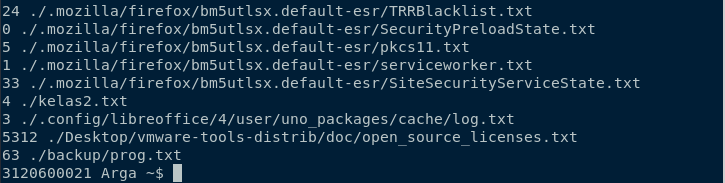 24 ./.mozilla/firefox/bm5utlsx.default-esr/TRRBlacklist.txt
0 ./.mozilla/firefox/bm5utlsx.default-esr/SecurityPreloadState.txt
5 ./.mozilla/firefox/bm5utlsx.default-esr/pkcs11.txt
1 ./.mozilla/firefox/bm5utlsx.default-esr/serviceworker.txt
33 ./.mozilla/firefox/bm5utlsx.default-esr/SiteSecurityServiceState.txt
4 ./kelas2.txt
3 ./.config/libreoffice/4/user/uno_packages/cache/log.txt
5312 ./Desktop/vmware-tools-distrib/doc/open_source_licenses.txt
63 ./backup/prog.txt
3120600021 Arga ~$